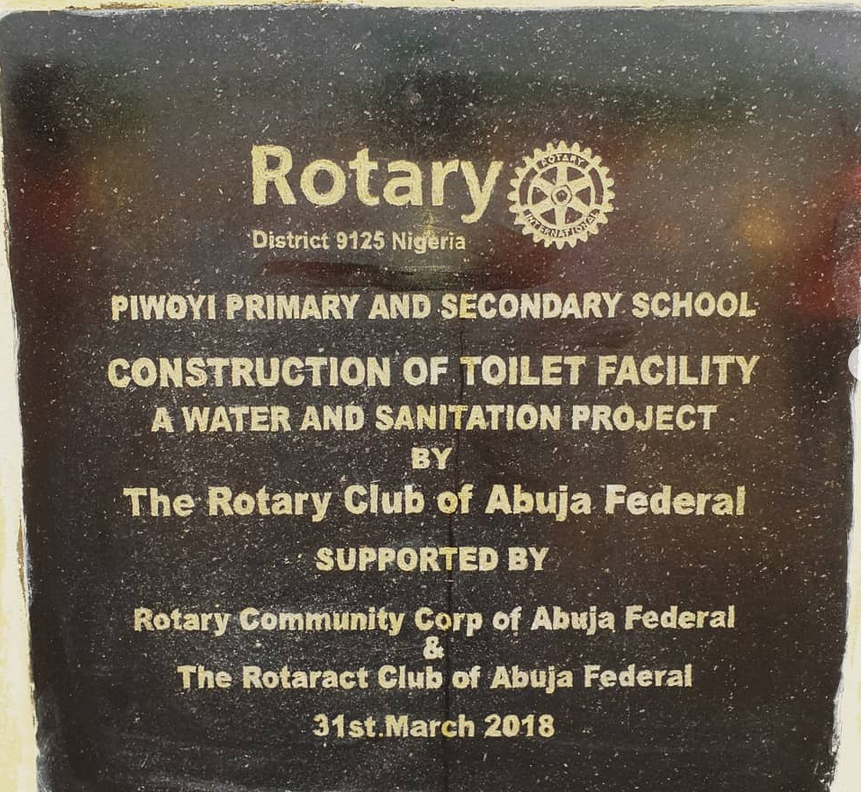 Rotary
ROTARY
INTERNATIONAL
District 9125 Nigeria
PIWOYI PRIMARY AND SECONDARY SCHOOL
CONSTRUCTION OF TOILET FACILITY
A WATER AND SANITATION PROJECT
BY
The Rotary Club of Abuja Federal
SUPPORTED BY
Rotary Community Corp of Abuja Federal
&
The Rotaract Club of Abuja Federal
31st.March 2018